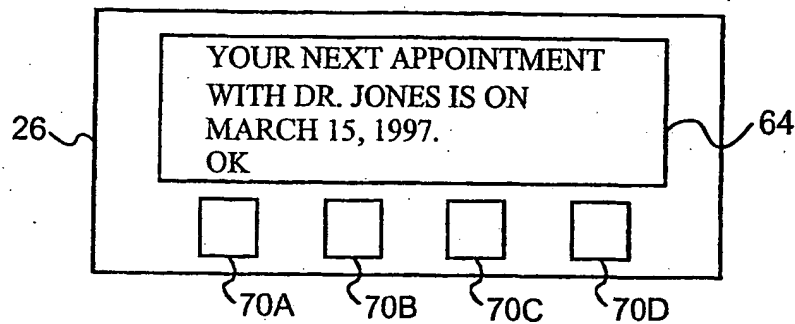 YOUR NEXT APPOINTMENT
WITH DR. JONES IS ON
MARCH 15, 1997.
OK
26
64
70A 70B 70C 70D